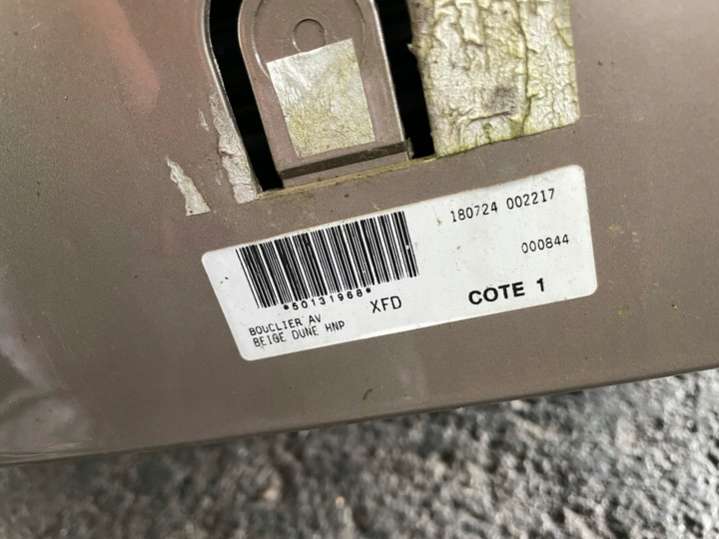 180724 002217
000844
*50131968*
XFD
COTE 1
BOUCLIER AV
BEIGE DUNE HNP